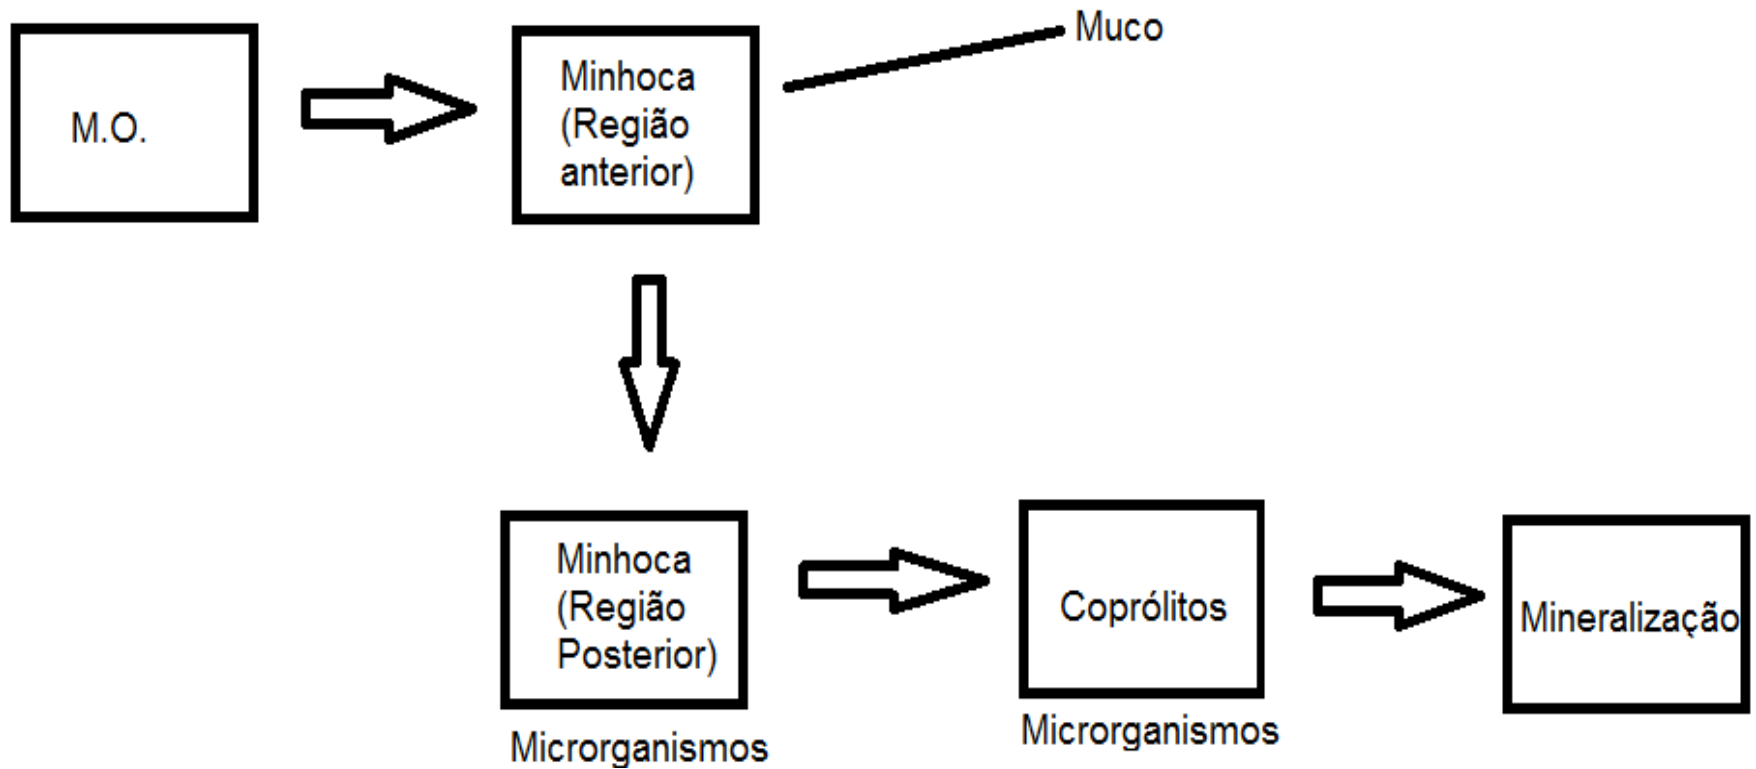 Muco
M.O.
Minhoca
(Região
anterior)
Minhoca
(Região
Posterior)
Coprólitos
Mineralização
Microrganismos
Microrganismos